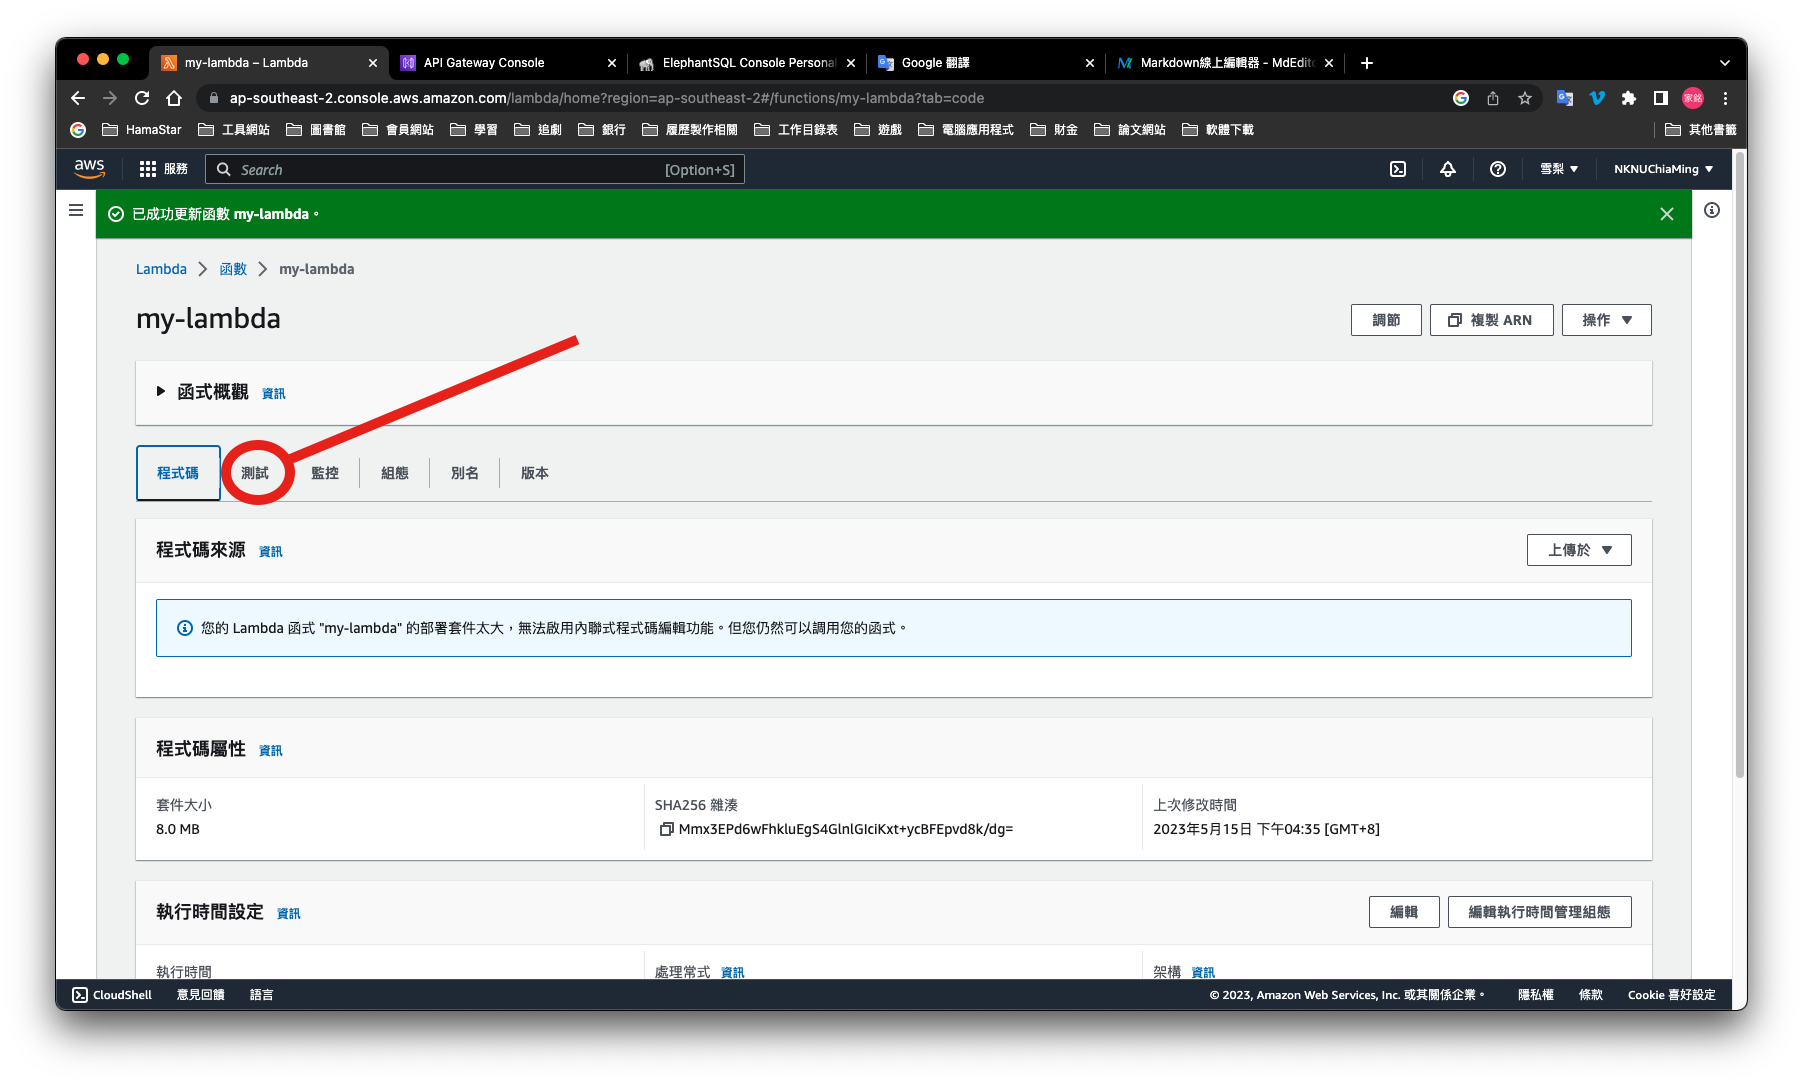 my-lambda – Lambda
API Gateway Console
ElephantSQL Console Personal
Google 翻譯
Markdown線上編輯器 - MdEdito
ap-southeast-2.console.aws.amazon.com/lambda/home?region=ap-southeast-2#/functions/my-lambda?tab=code
家銘
HamaStar
工具網站
圖書館
會員網站
學習
追劇
銀行
履歷製作相關
工作目錄表
遊戲
電腦應用程式
財金
論文網站
軟體下載
其他書籤
aws
服務
Search
[Option+S]
雪梨
NKNUChiaMing
已成功更新函數 my-lambda。
Lambda > 函數 > my-lambda
my-lambda
調節
複製 ARN
操作
函式概觀 資訊
程式碼
測試
監控
組態
別名
版本
程式碼來源 資訊
上傳於
您的 Lambda 函式 "my-lambda" 的部署套件太大，無法啟用內聯式程式碼編輯功能。但您仍然可以調用您的函式。
程式碼屬性 資訊
套件大小
8.0 MB
SHA256 雜湊
Mmx3EPd6wFhkluEgS4GlnlGIciKxt+ycBFEpvd8k/dg=
上次修改時間
2023年5月15日 下午04:35 [GMT+8]
執行時間設定 資訊
編輯
編輯執行時間管理組態
執行時間
處理常式 資訊
架構 資訊
CloudShell
意見回饋
語言
© 2023, Amazon Web Services, Inc. 或其關係企業。
隱私權
條款
Cookie 喜好設定